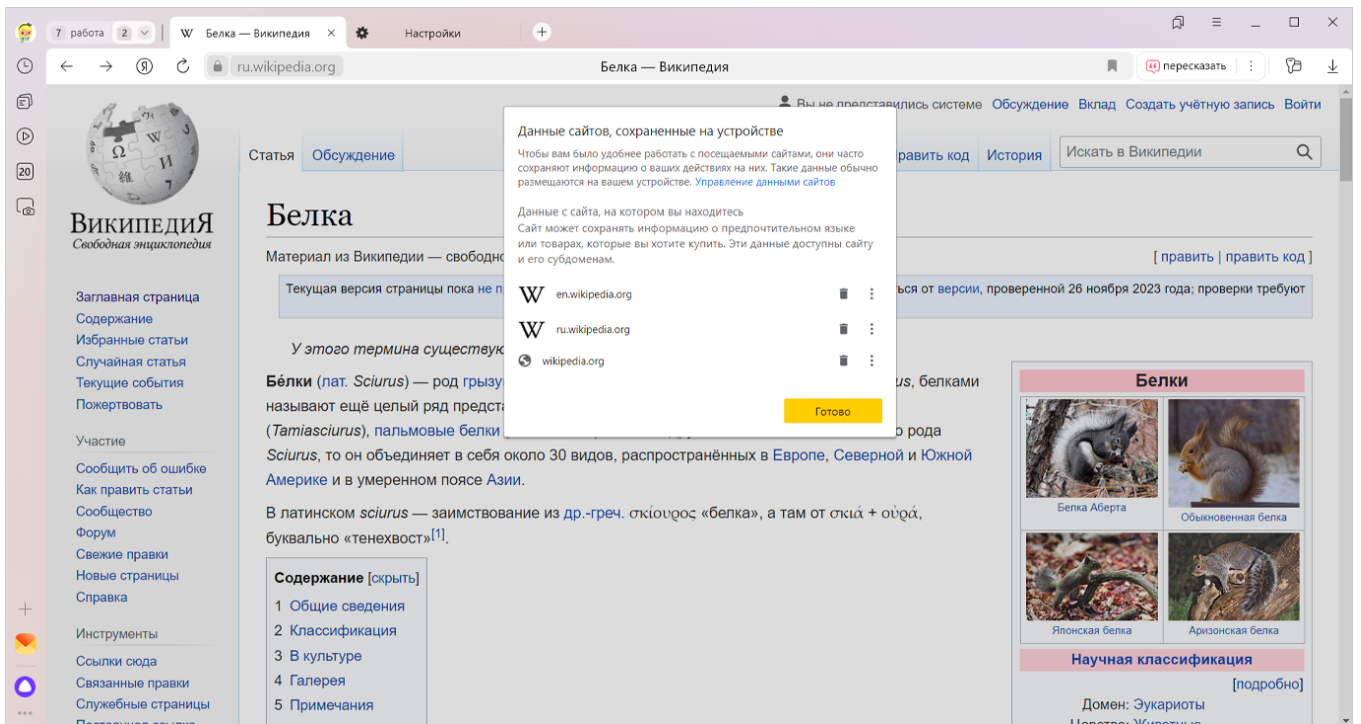 7 работа 2
Белка — Википедия
Настройки
ru.wikipedia.org
Белка — Википедия
пересказать
20
Вы не представились системе Обсуждение Вклад Создать учётную запись Войти
Статья Обсуждение
править код История
Искать в Википедии
ВикипедиЯ
Свободная энциклопедия
Заглавная страница
Содержание
Избранные статьи
Случайная статья
Текущие события
Пожертвовать
Участие
Сообщить об ошибке
Как править статьи
Сообщество
Форум
Свежие правки
Новые страницы
Справка
Инструменты
Ссылки сюда
Связанные правки
Служебные страницы
Данные сайтов, сохраненные на устройстве
Чтобы вам было удобнее работать с посещаемыми сайтами, они часто
сохраняют информацию о ваших действиях на них. Такие данные обычно
размещаются на вашем устройстве. Управление данными сайтов
Данные с сайта, на котором вы находитесь
Сайт может сохранять информацию о предпочтительном языке
или товарах, которые вы хотите купить. Эти данные доступны сайту
и его субдоменам.
en.wikipedia.org
ru.wikipedia.org
wikipedia.org
Готово
Белка
Материал из Википедии — свободно
[ править | править код ]
Текущая версия страницы пока не п
ься от версии, проверенной 26 ноября 2023 года; проверки требуют
У этого термина существую
Бе́лки (лат. Sciurus) — род грызу
us, белками
называют ещё целый ряд предста
(Tamiasciurus), пальмовые белки
о рода
Sciurus, то он объединяет в себя около 30 видов, распространённых в Европе, Северной и Южной
Америке и в умеренном поясе Азии.
В латинском sciurus — заимствование из др.-греч. σκίουρος «белка», а там от σκιά + οὐρά,
буквально «тенехвост»[1].
Содержание [скрыть]
1 Общие сведения
2 Классификация
3 В культуре
4 Галерея
5 Примечания
Белки
Белка Аберта
Обыкновенная белка
Японская белка
Аризонская белка
Научная классификация
[подробно]
Домен: Эукариоты